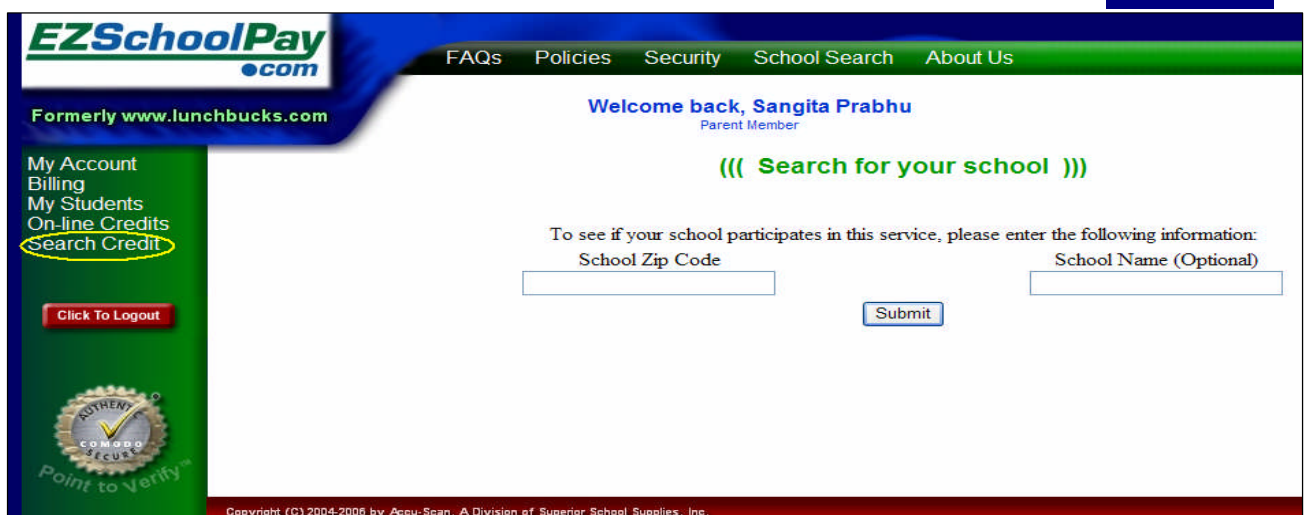 EZSchoolPay
.com
FAQs Policies Security School Search About Us
Formerly www.lunchbucks.com
Welcome back, Sangita Prabhu
Parent Member
My Account
Billing
My Students
On-line Credits
Search Credit
((( Search for your school )))
To see if your school participates in this service, please enter the following information:
School Zip Code School Name (Optional)
Submit
Click To Logout
AUTHENTIC
COMODO
SECURE
Point to Verify™
Copyright (C) 2004-2006 by Accu-Scan, A Division of Superior School Supplies, Inc.